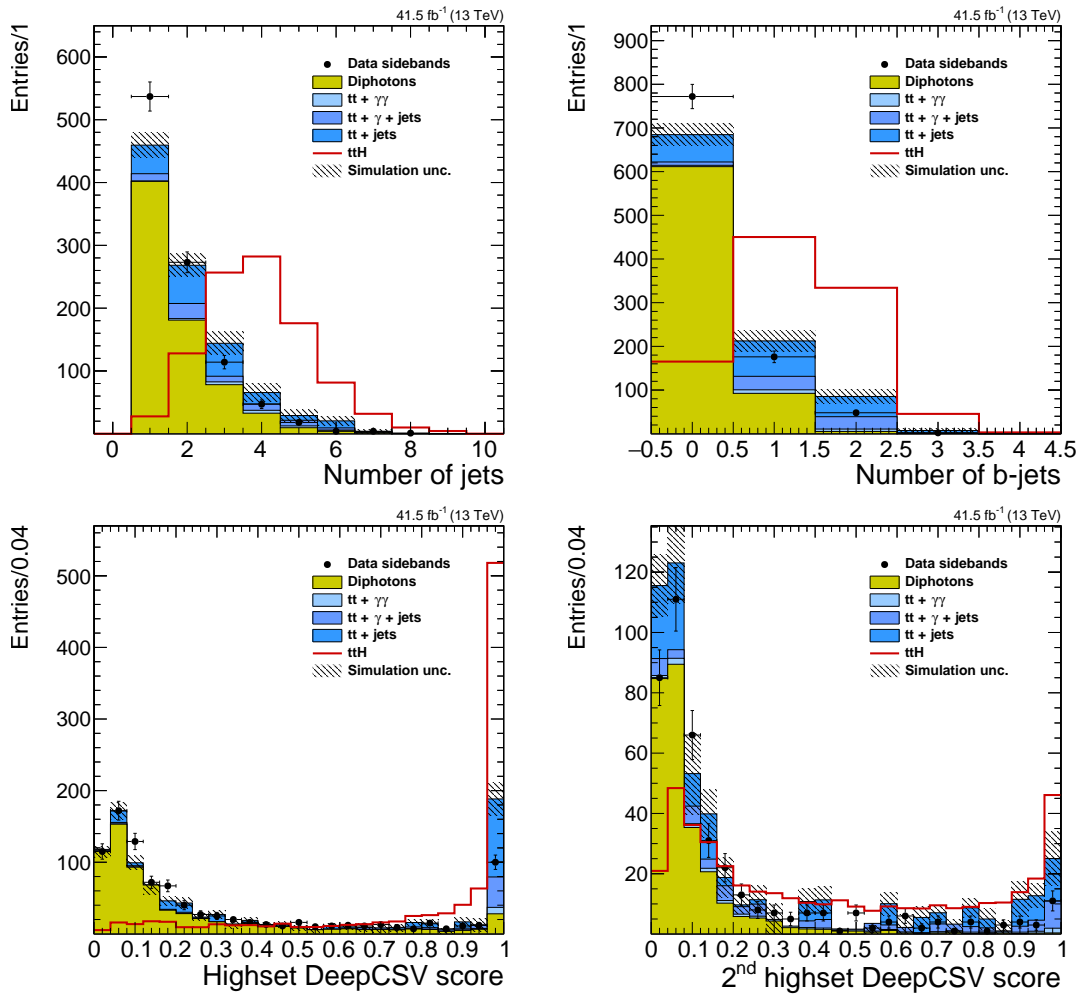 41.5 fb⁻¹ (13 TeV)
Entries/1
600
500
400
300
200
100
Data sidebands
Diphotons
tt + γγ
tt + γ + jets
tt + jets
ttH
Simulation unc.
0 2 4 6 8 10
Number of jets
41.5 fb⁻¹ (13 TeV)
Entries/1
900
800
700
600
500
400
300
200
100
0
Data sidebands
Diphotons
tt + γγ
tt + γ + jets
tt + jets
ttH
Simulation unc.
−0.5 0 0.5 1 1.5 2 2.5 3 3.5 4 4.5
Number of b-jets
41.5 fb⁻¹ (13 TeV)
Entries/0.04
500
400
300
200
100
Data sidebands
Diphotons
tt + γγ
tt + γ + jets
tt + jets
ttH
Simulation unc.
0 0.1 0.2 0.3 0.4 0.5 0.6 0.7 0.8 0.9 1
Highset DeepCSV score
41.5 fb⁻¹ (13 TeV)
Entries/0.04
120
100
80
60
40
20
0
Data sidebands
Diphotons
tt + γγ
tt + γ + jets
tt + jets
ttH
Simulation unc.
0 0.1 0.2 0.3 0.4 0.5 0.6 0.7 0.8 0.9 1
2ⁿᵈ highset DeepCSV score